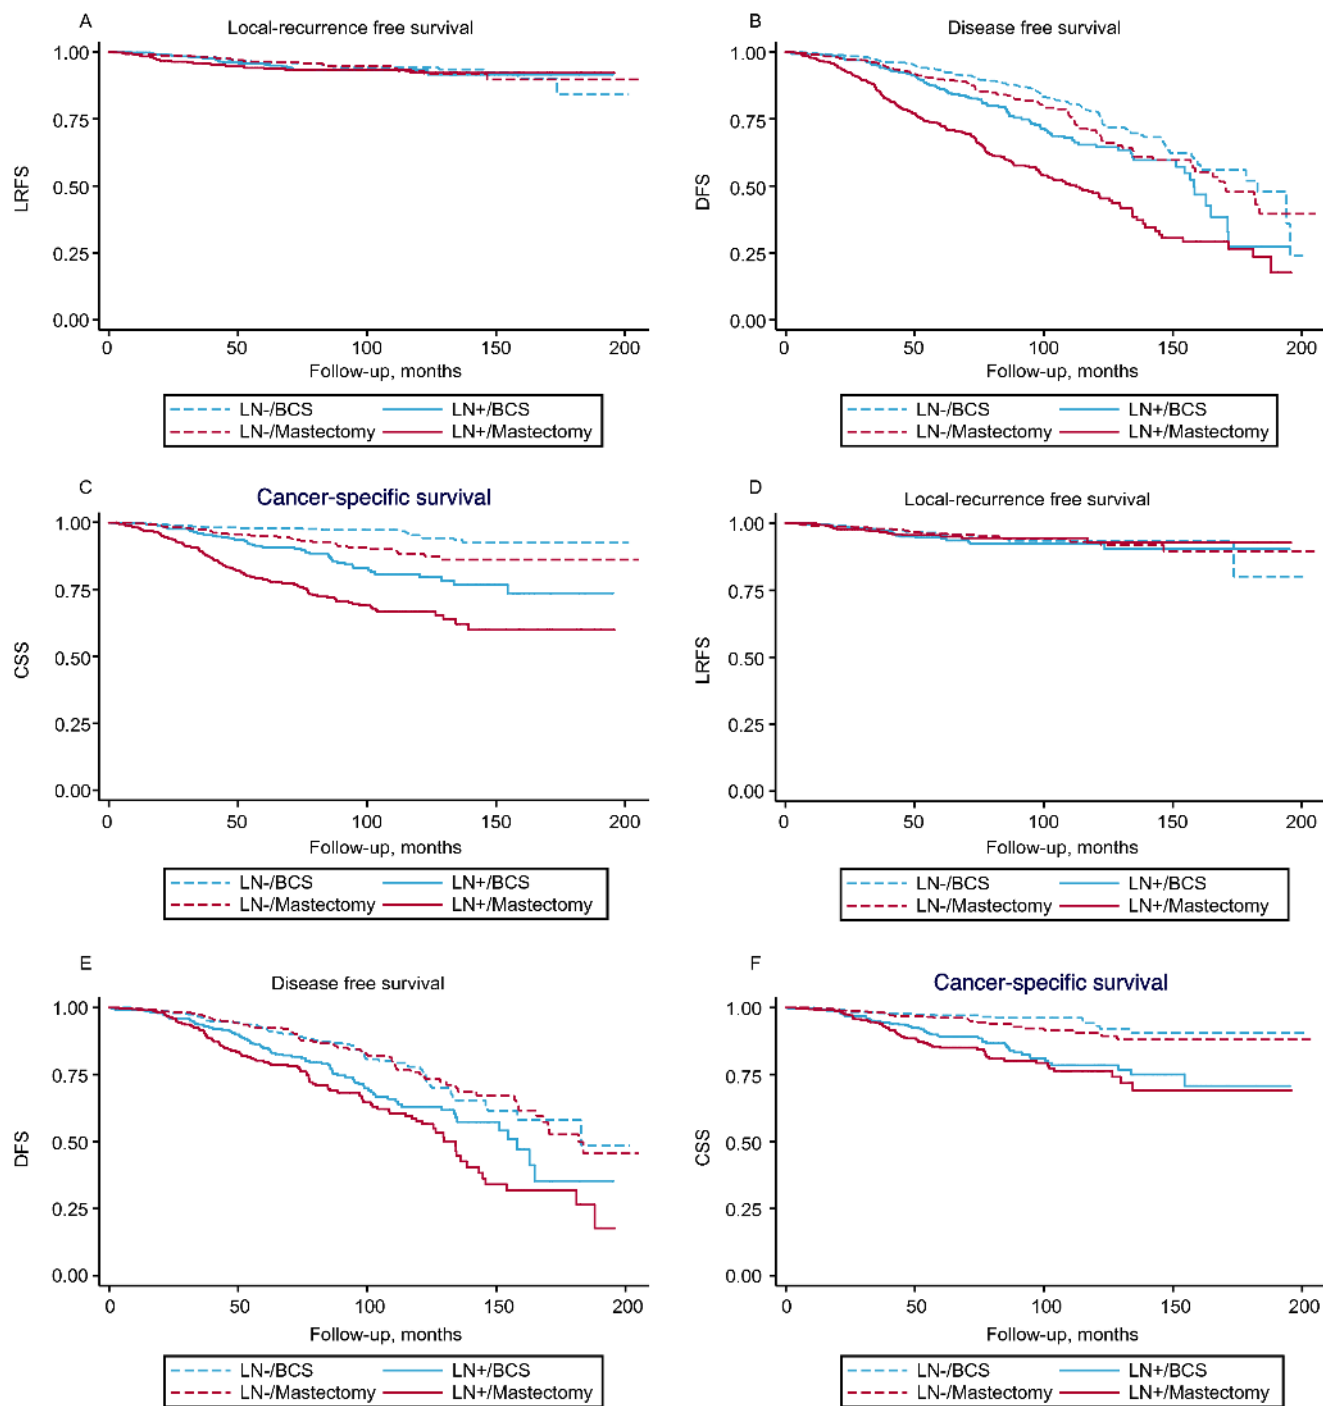 A
Local-recurrence free survival
1.00
0.75
0.50
0.25
0.00
LRFS
0 50 100 150 200
Follow-up, months
LN-/BCS LN+/BCS
LN-/Mastectomy LN+/Mastectomy
B
Disease free survival
1.00
0.75
0.50
0.25
0.00
DFS
0 50 100 150 200
Follow-up, months
LN-/BCS LN+/BCS
LN-/Mastectomy LN+/Mastectomy
C
Cancer-specific survival
1.00
0.75
0.50
0.25
0.00
CSS
0 50 100 150 200
Follow-up, months
LN-/BCS LN+/BCS
LN-/Mastectomy LN+/Mastectomy
D
Local-recurrence free survival
1.00
0.75
0.50
0.25
0.00
LRFS
0 50 100 150 200
Follow-up, months
LN-/BCS LN+/BCS
LN-/Mastectomy LN+/Mastectomy
E
Disease free survival
1.00
0.75
0.50
0.25
0.00
DFS
0 50 100 150 200
Follow-up, months
LN-/BCS LN+/BCS
LN-/Mastectomy LN+/Mastectomy
F
Cancer-specific survival
1.00
0.75
0.50
0.25
0.00
CSS
0 50 100 150 200
Follow-up, months
LN-/BCS LN+/BCS
LN-/Mastectomy LN+/Mastectomy